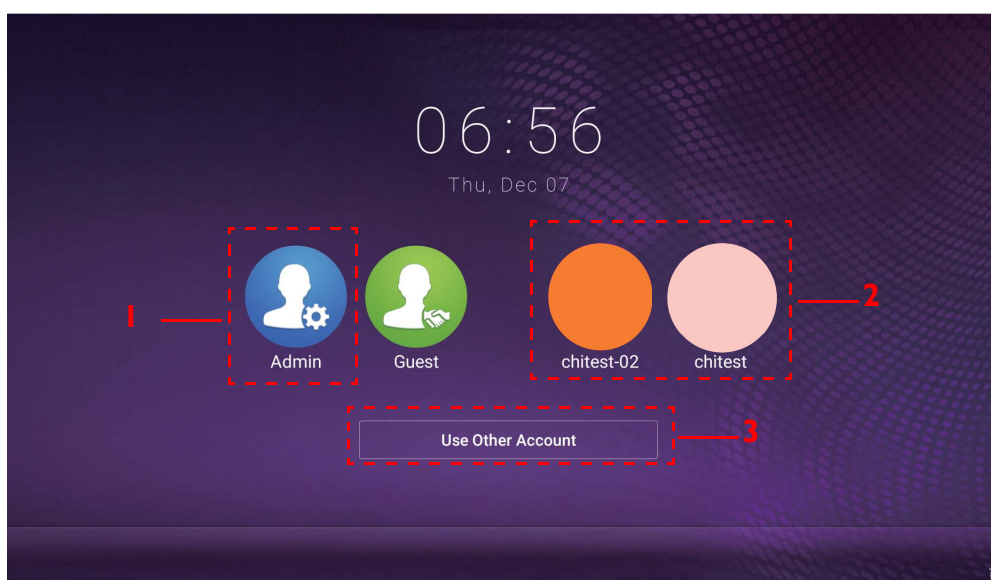 06:56
Thu, Dec 07
1
2
Admin
Guest
chitest-02
chitest
Use Other Account
3